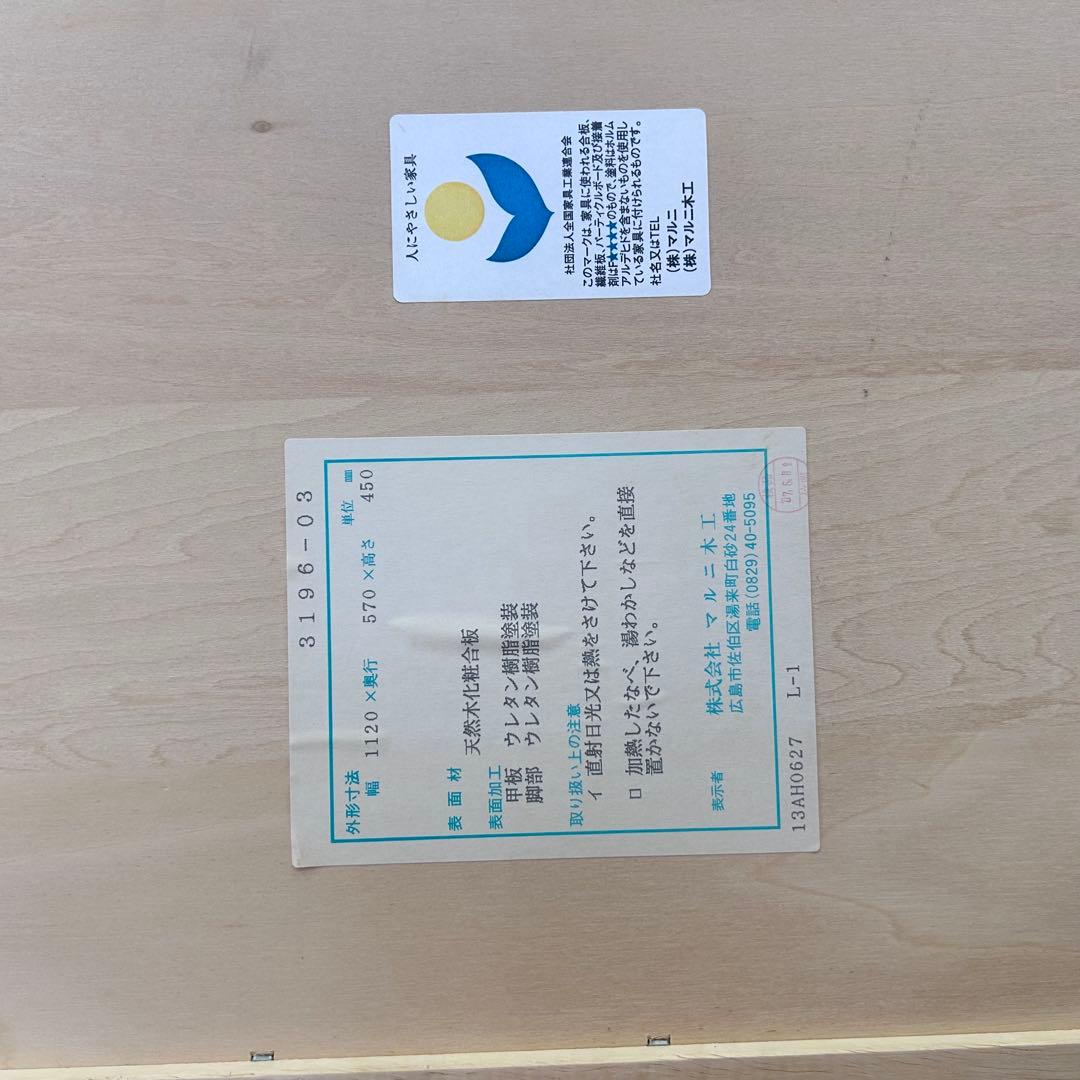 人にやさしい家具
社団法人全国家具工業連合会
このマークは、家具に使われる合板、
繊維板、パーティクルボード及び接着
剤はF★★★★のもので、塗料はホルム
アルデヒドを含まないものを使用し
ている家具に付けられるものです。
社名又はTEL
(株)マルニ
(株)マルニ木工
3196-03
外形寸法 単位 ㎜
幅 1120×奥行 570×高さ 450
表面材 天然木化粧合板
表面加工
甲板 ウレタン樹脂塗装
脚部 ウレタン樹脂塗装
取り扱い上の注意
イ 直射日光又は熱をさけて下さい。
ロ 加熱したなべ、湯わかしなどを直接
置かないで下さい。
表示者 株式会社 マルニ木工
広島市佐伯区湯来町白砂24番地
電話(0829)40-5095
13AH0627 L-1